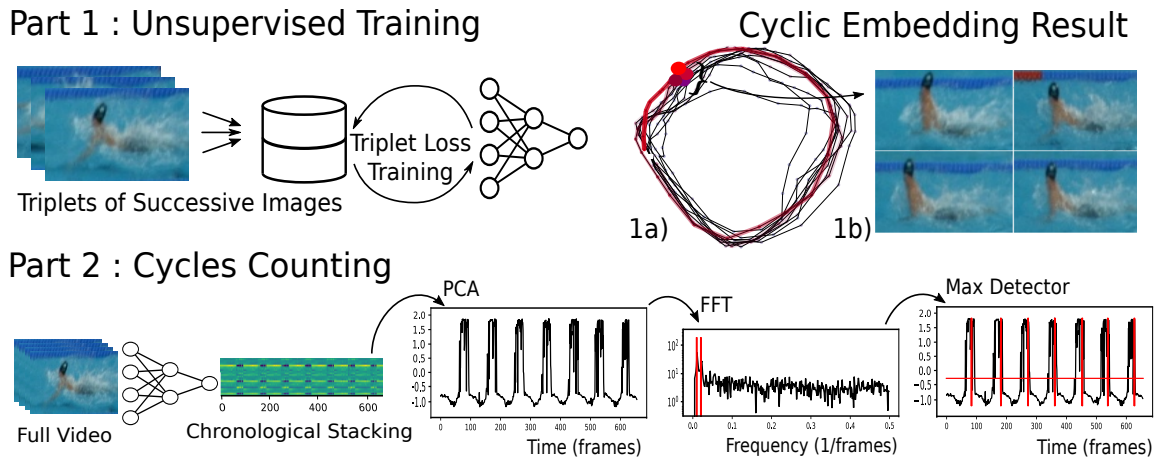 Part 1 : Unsupervised Training
Cyclic Embedding Result
Triplet Loss
Training
Triplets of Successive Images
1a)
1b)
Part 2 : Cycles Counting
PCA
FFT
Max Detector
2.0
1.5
1.0
0.5
0.0
−0.5
−1.0
0 100 200 300 400 500 600
Time (frames)
10²
10¹
10⁰
0.0 0.1 0.2 0.3 0.4 0.5
Frequency (1/frames)
2.0
1.5
1.0
0.5
0.0
−0.5
−1.0
0 100 200 300 400 500 600
Time (frames)
0 200 400 600
Full Video
Chronological Stacking